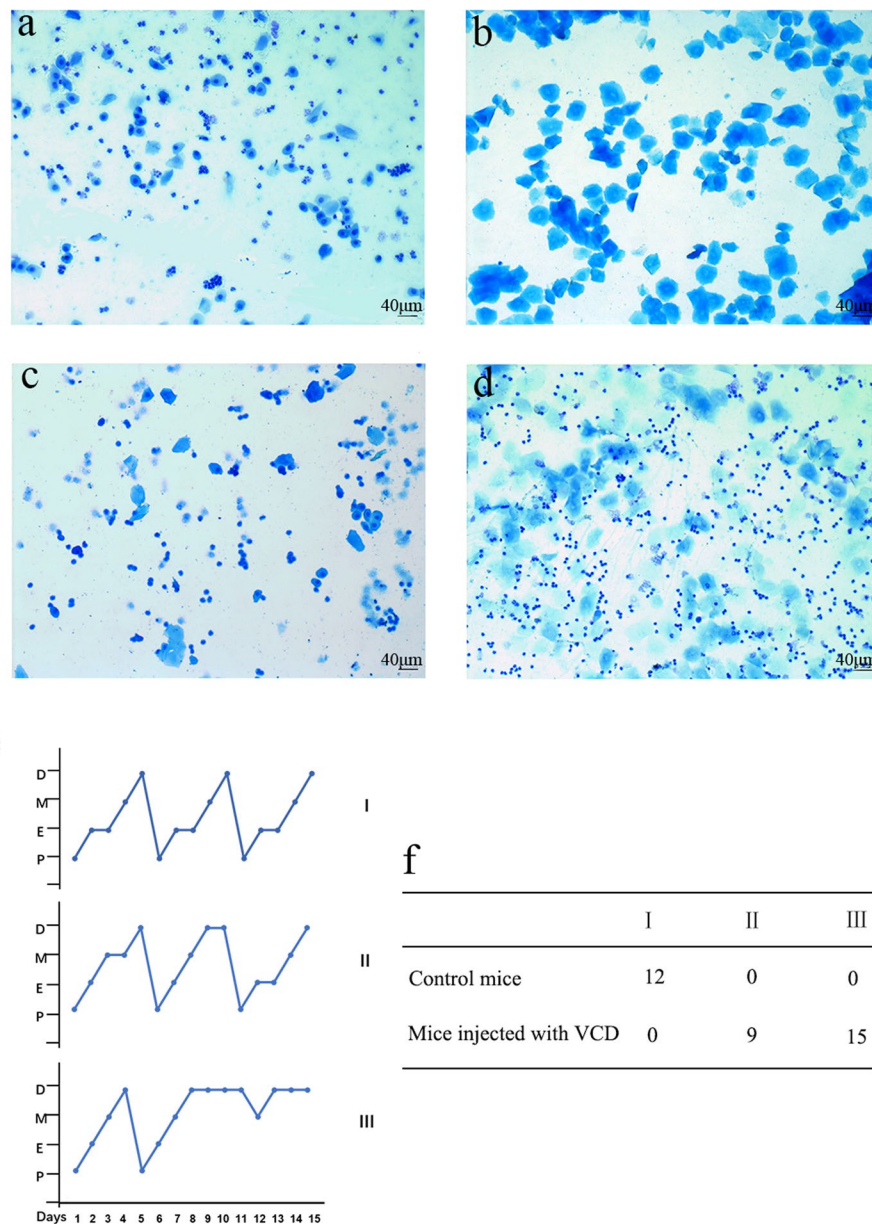 a
b
40µm
40µm
c
d
40µm
40µm
D
M
E
P
I
D
M
E
P
II
D
M
E
P
III
Days 1 2 3 4 5 6 7 8 9 10 11 12 13 14 15
f
I II III
Control mice 12 0 0
Mice injected with VCD 0 9 15